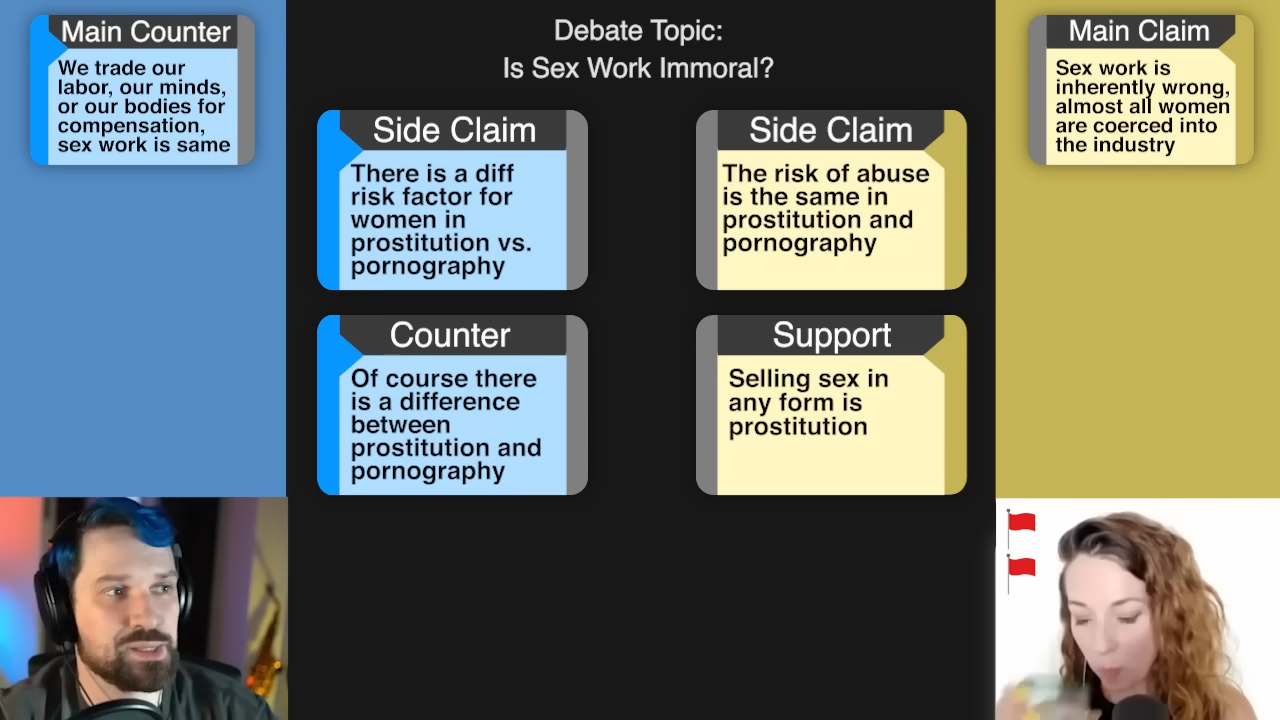 Main Counter
We trade our
labor, our minds,
or our bodies for
compensation,
sex work is same
Debate Topic:
Is Sex Work Immoral?
Main Claim
Sex work is
inherently wrong,
almost all women
are coerced into
the industry
Side Claim
There is a diff
risk factor for
women in
prostitution vs.
pornography
Side Claim
The risk of abuse
is the same in
prostitution and
pornography
Counter
Of course there
is a difference
between
prostitution and
pornography
Support
Selling sex in
any form is
prostitution